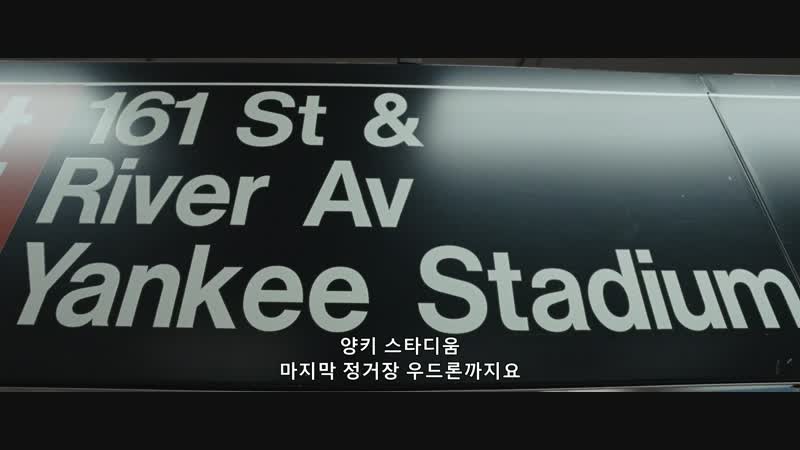 161 St &
River Av
Yankee Stadium
양키 스타디움
마지막 정거장 우드론까지요